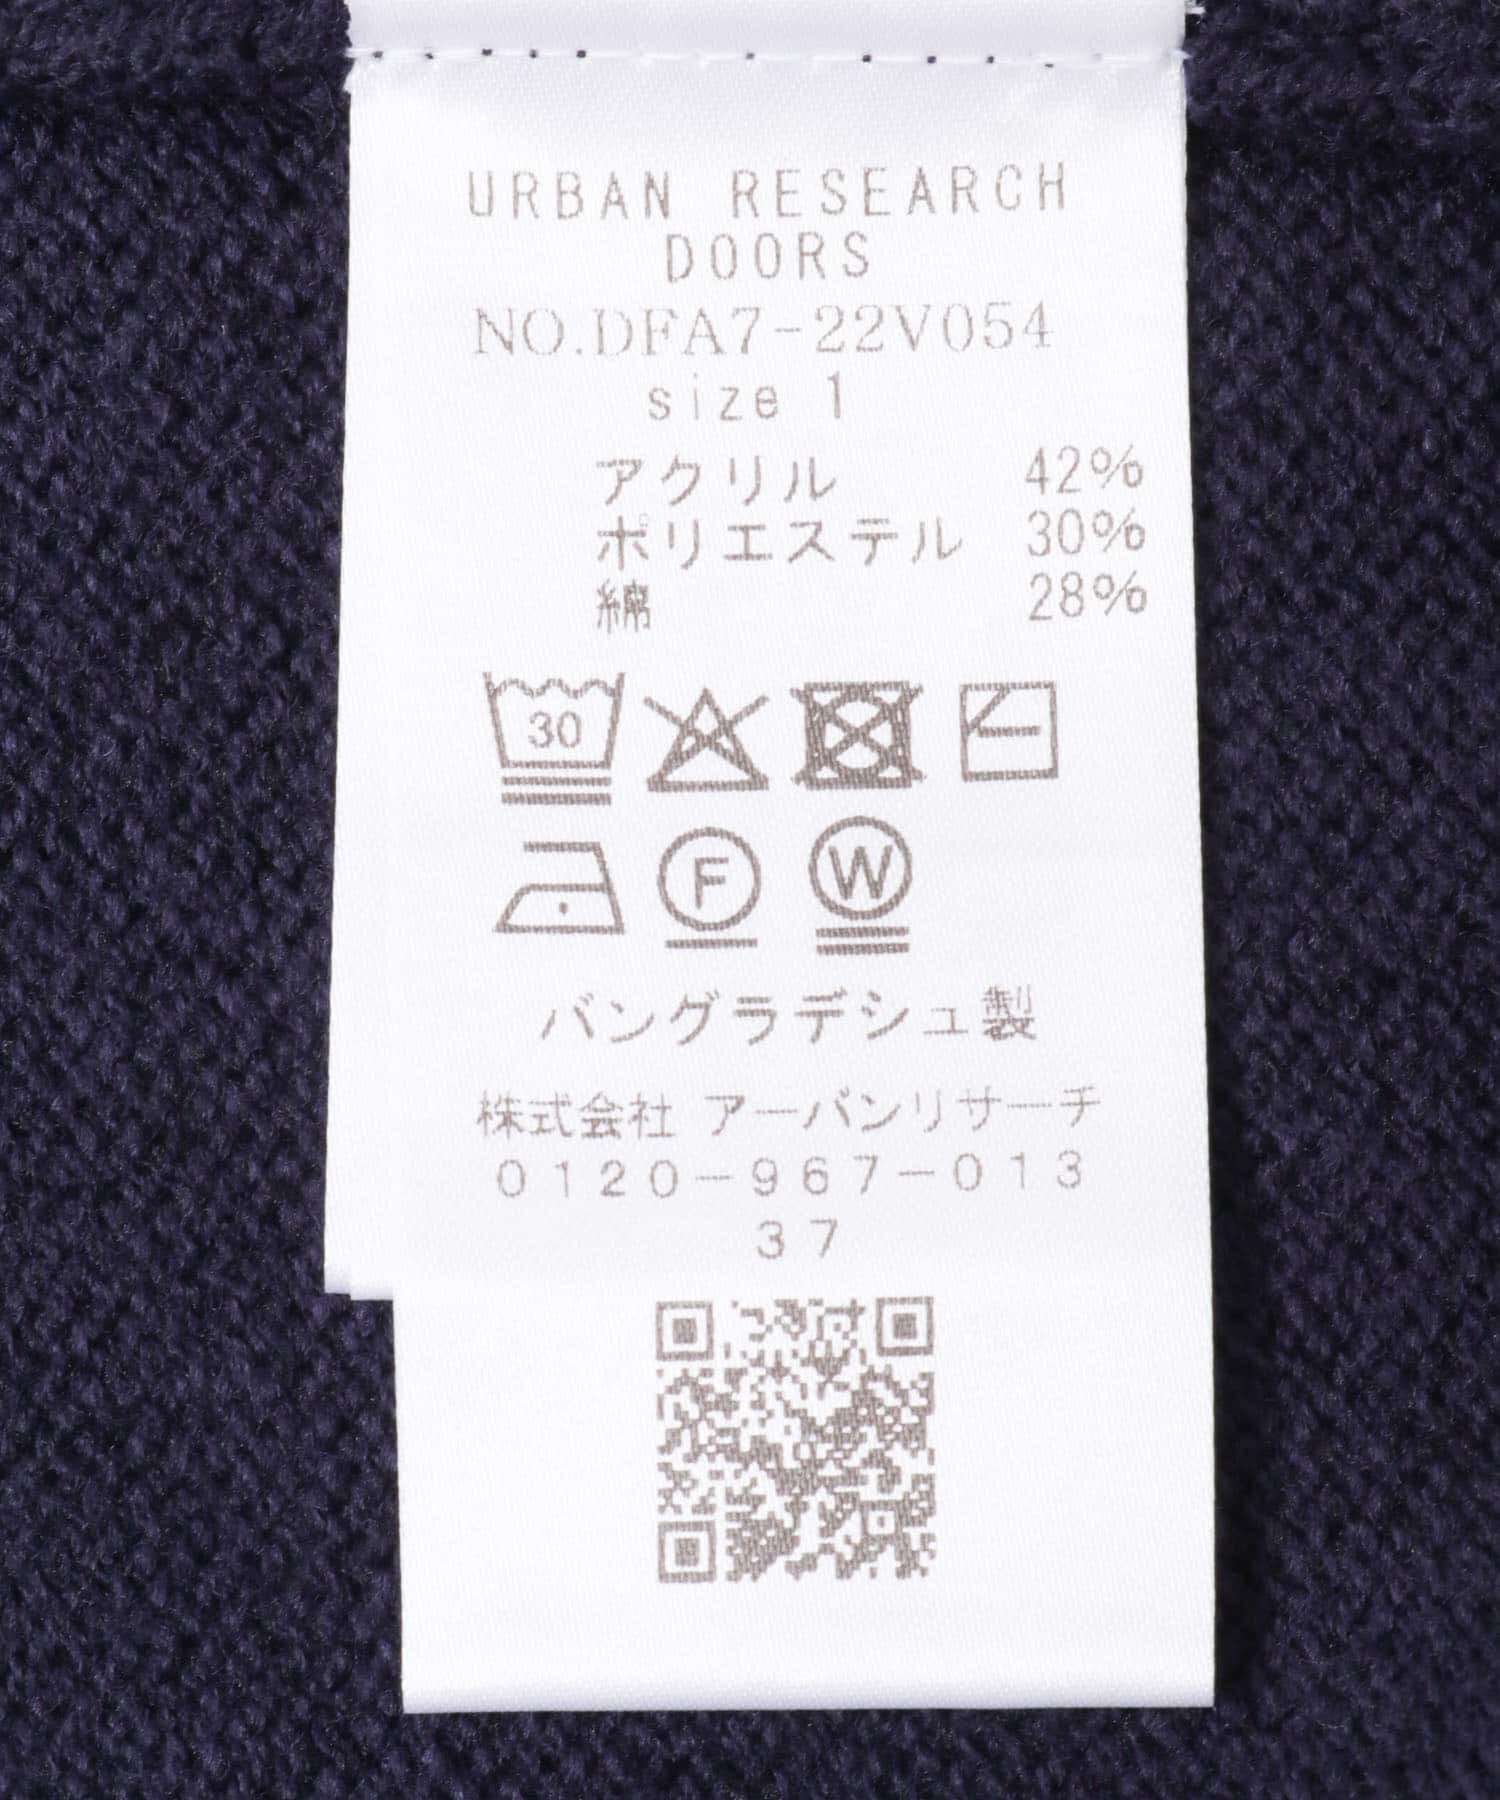 URBAN RESEARCH
DOORS
NO.DFA7-22V054
size 1
アクリル 42%
ポリエステル 30%
綿 28%
30
F W
バングラデシュ製
株式会社 アーバンリサーチ
0120-967-013
37